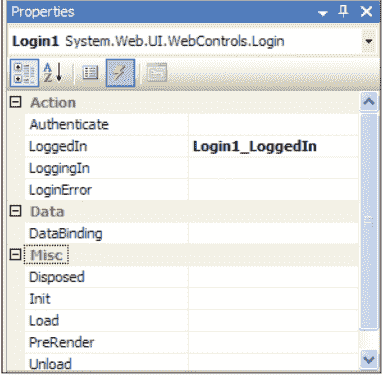 Properties
Login1 System.Web.UI.WebControls.Login
A
Z
Action
Authenticate
LoggedIn Login1_LoggedIn
LoggingIn
LoginError
Data
DataBinding
Misc
Disposed
Init
Load
PreRender
Unload